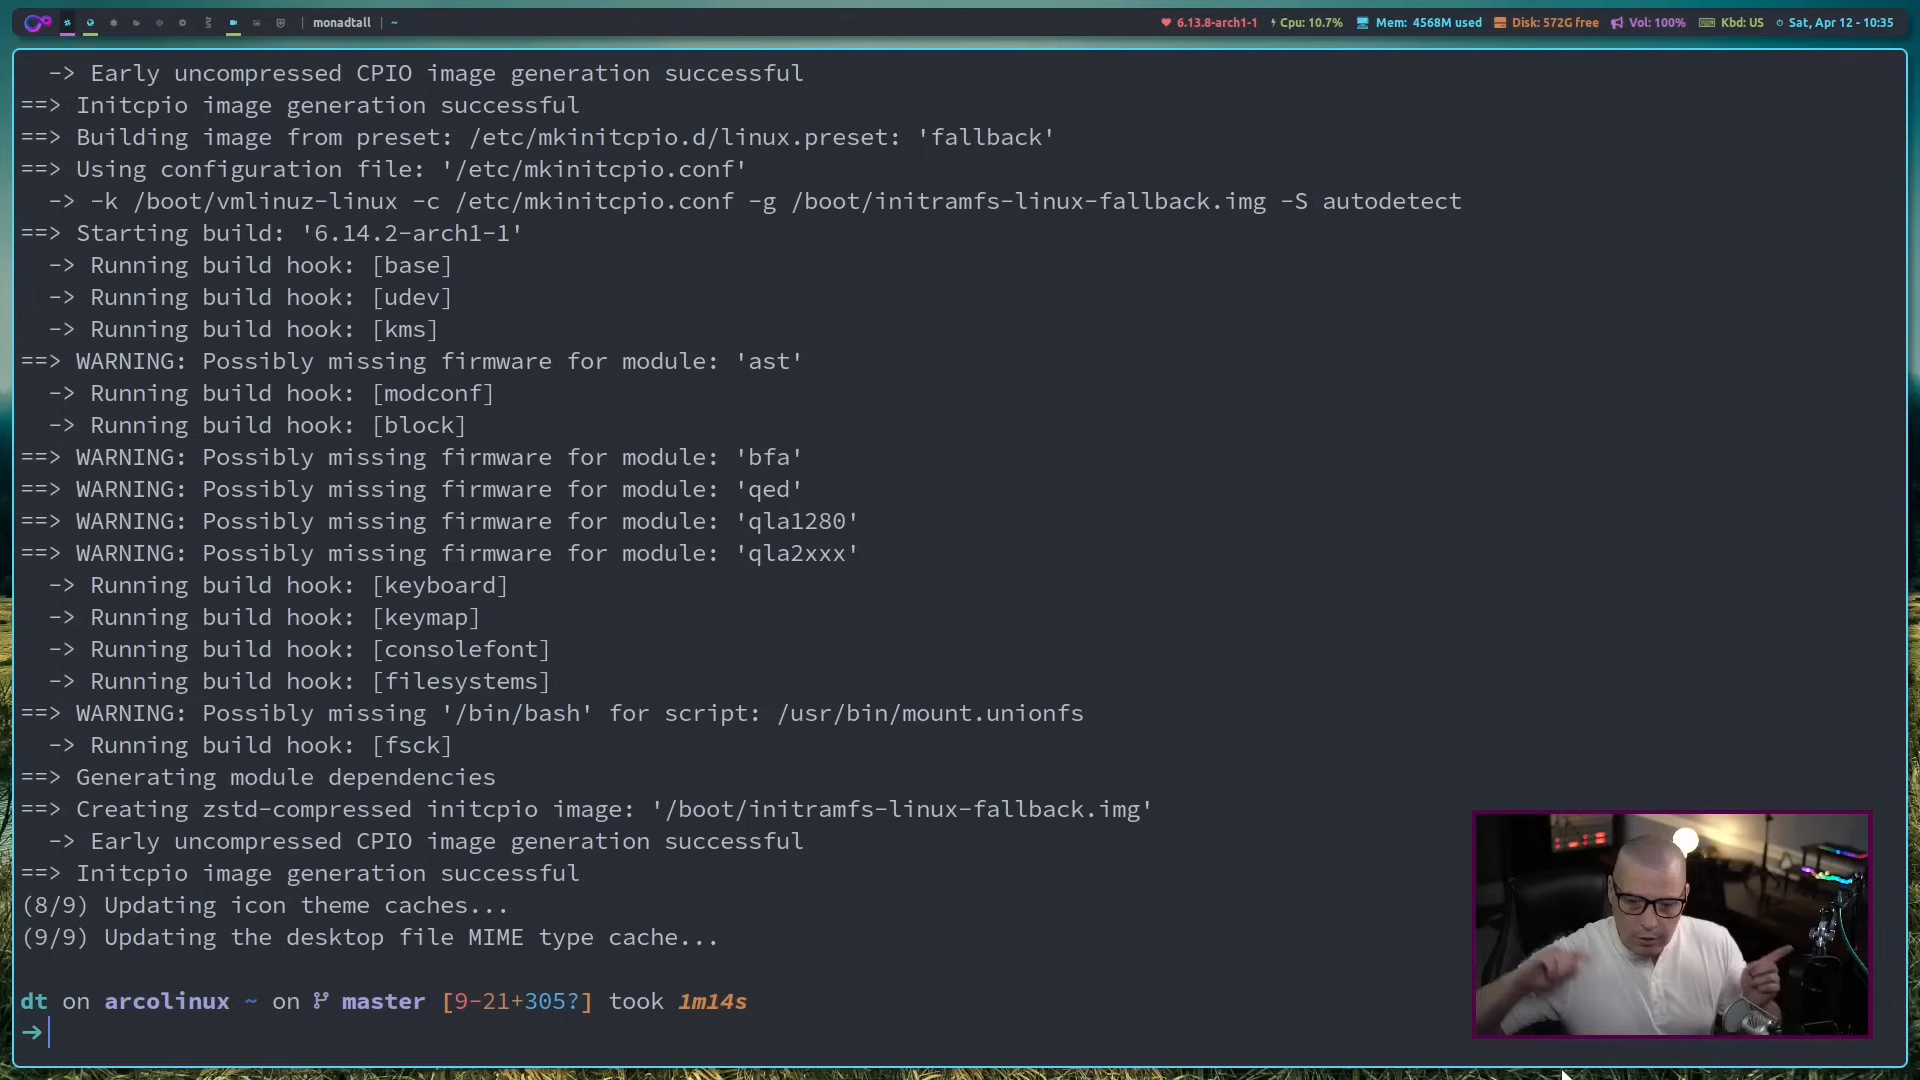 monadtall | ~ 6.13.8-arch1-1 Cpu: 10.7% Mem: 4568M used Disk: 572G free Vol: 100% Kbd: US Sat, Apr 12 - 10:35
-> Early uncompressed CPIO image generation successful
==> Initcpio image generation successful
==> Building image from preset: /etc/mkinitcpio.d/linux.preset: 'fallback'
==> Using configuration file: '/etc/mkinitcpio.conf'
-> -k /boot/vmlinuz-linux -c /etc/mkinitcpio.conf -g /boot/initramfs-linux-fallback.img -S autodetect
==> Starting build: '6.14.2-arch1-1'
-> Running build hook: [base]
-> Running build hook: [udev]
-> Running build hook: [kms]
==> WARNING: Possibly missing firmware for module: 'ast'
-> Running build hook: [modconf]
-> Running build hook: [block]
==> WARNING: Possibly missing firmware for module: 'bfa'
==> WARNING: Possibly missing firmware for module: 'qed'
==> WARNING: Possibly missing firmware for module: 'qla1280'
==> WARNING: Possibly missing firmware for module: 'qla2xxx'
-> Running build hook: [keyboard]
-> Running build hook: [keymap]
-> Running build hook: [consolefont]
-> Running build hook: [filesystems]
==> WARNING: Possibly missing '/bin/bash' for script: /usr/bin/mount.unionfs
-> Running build hook: [fsck]
==> Generating module dependencies
==> Creating zstd-compressed initcpio image: '/boot/initramfs-linux-fallback.img'
-> Early uncompressed CPIO image generation successful
==> Initcpio image generation successful
(8/9) Updating icon theme caches...
(9/9) Updating the desktop file MIME type cache...
dt on arcolinux ~ on master [9-21+305?] took 1m14s
→